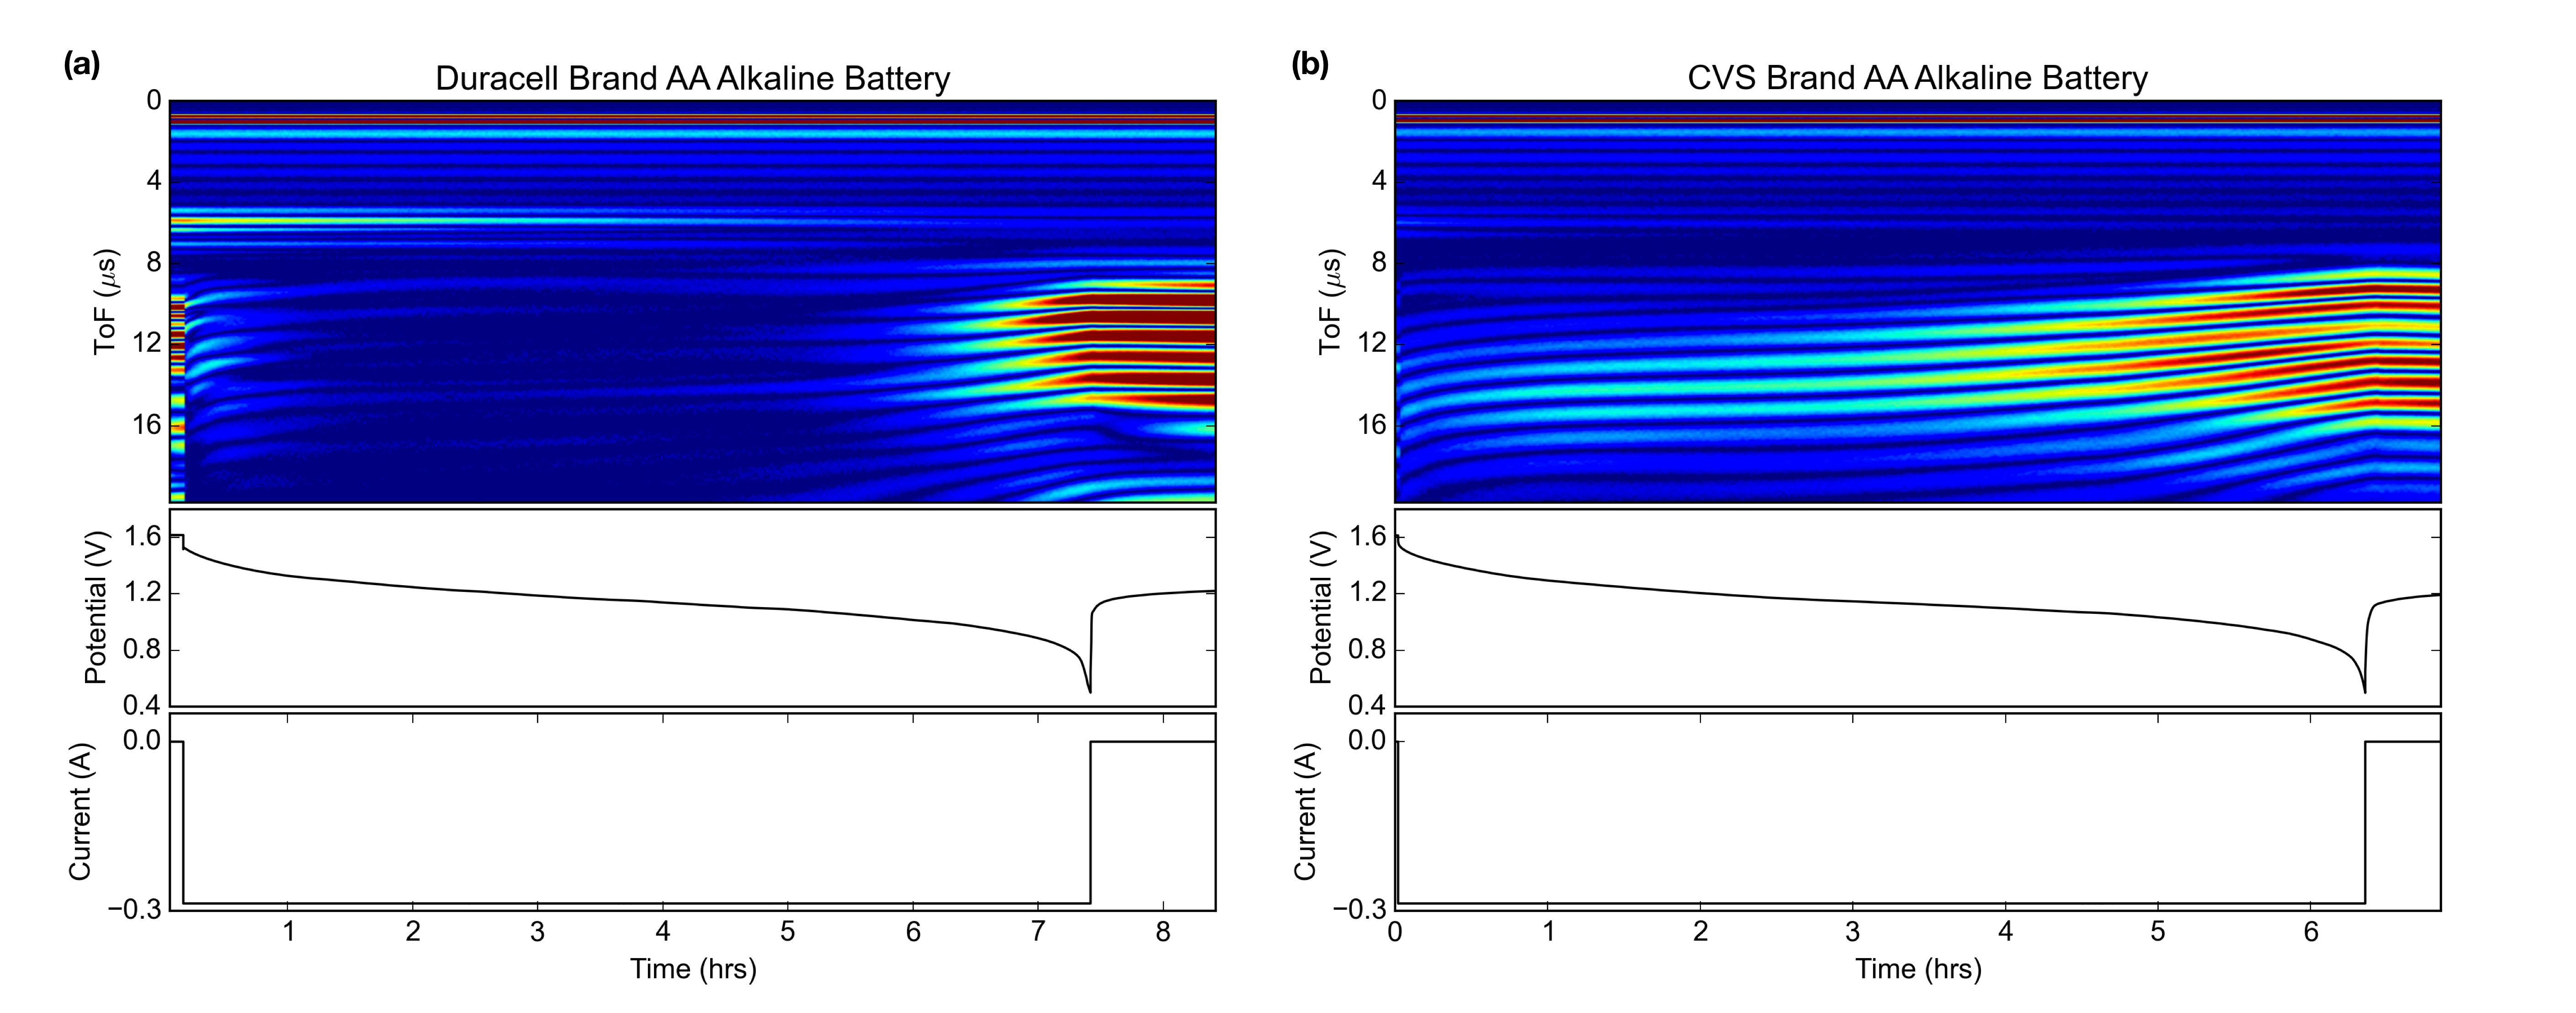 (a)
Duracell Brand AA Alkaline Battery
0
4
8
12
16
ToF (μs)
1.6
1.2
0.8
0.4
Potential (V)
0.0
−0.3
Current (A)
1 2 3 4 5 6 7 8
Time (hrs)
(b)
CVS Brand AA Alkaline Battery
0
4
8
12
16
ToF (μs)
1.6
1.2
0.8
0.4
Potential (V)
0.0
−0.3
Current (A)
0 1 2 3 4 5 6
Time (hrs)